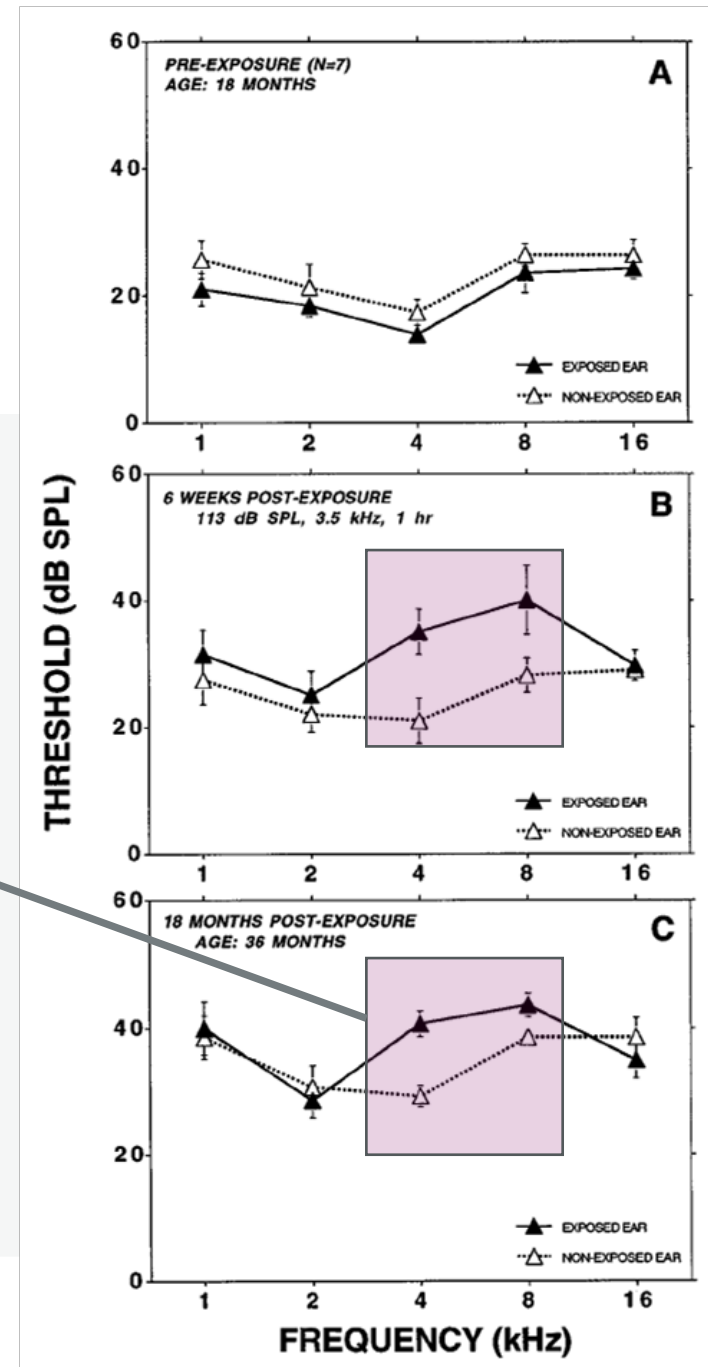 60
PRE-EXPOSURE (N=7)
AGE: 18 MONTHS
A
40
20
EXPOSED EAR
NON-EXPOSED EAR
0
1 2 4 8 16
THRESHOLD (dB SPL)
60
6 WEEKS POST-EXPOSURE
113 dB SPL, 3.5 kHz, 1 hr
B
40
20
EXPOSED EAR
NON-EXPOSED EAR
0
1 2 4 8 16
60
18 MONTHS POST-EXPOSURE
AGE: 36 MONTHS
C
40
20
EXPOSED EAR
NON-EXPOSED EAR
0
1 2 4 8 16
FREQUENCY (kHz)